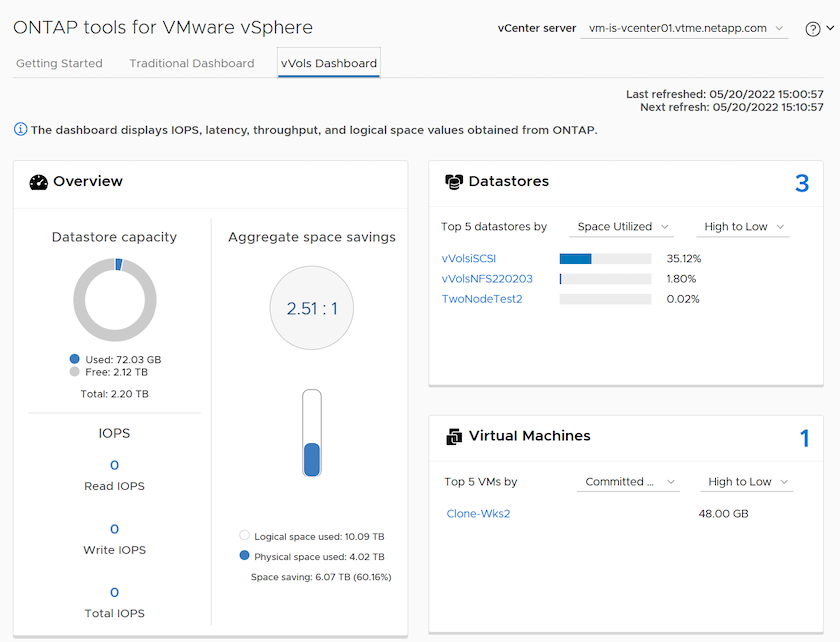 ONTAP tools for VMware vSphere
vCenter server vm-is-vcenter01.vtme.netapp.com ?
Getting Started Traditional Dashboard vVols Dashboard
Last refreshed: 05/20/2022 15:00:57
Next refresh: 05/20/2022 15:10:57
The dashboard displays IOPS, latency, throughput, and logical space values obtained from ONTAP.
Overview
Datastore capacity
Used: 72.03 GB
Free: 2.12 TB
Total: 2.20 TB
IOPS
0
Read IOPS
0
Write IOPS
0
Total IOPS
Aggregate space savings
2.51 : 1
Logical space used: 10.09 TB
Physical space used: 4.02 TB
Space saving: 6.07 TB (60.16%)
Datastores 3
Top 5 datastores by Space Utilized High to Low
vVolsiSCSI 35.12%
vVolsNFS220203 1.80%
TwoNodeTest2 0.02%
Virtual Machines 1
Top 5 VMs by Committed ... High to Low
Clone-Wks2 48.00 GB